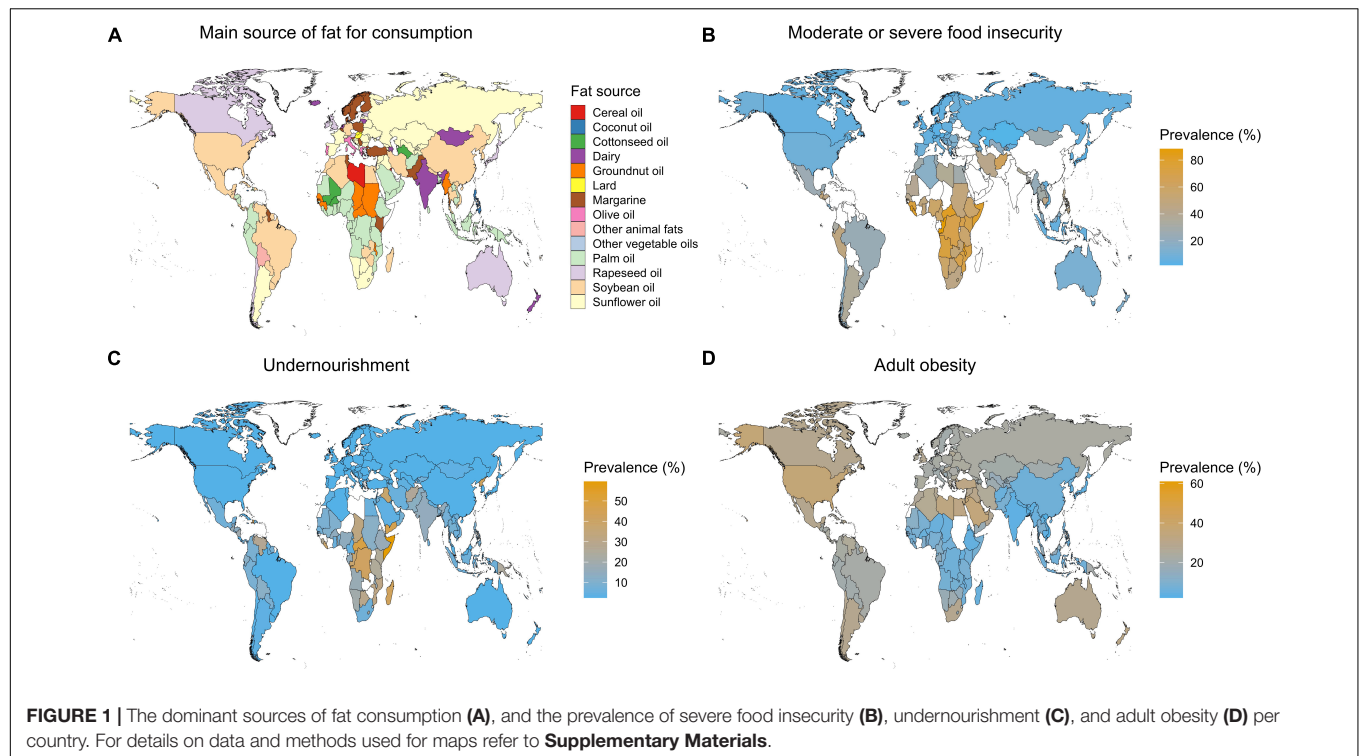 A
Main source of fat for consumption
Fat source
Cereal oil
Coconut oil
Cottonseed oil
Dairy
Groundnut oil
Lard
Margarine
Olive oil
Other animal fats
Other vegetable oils
Palm oil
Rapeseed oil
Soybean oil
Sunflower oil
B
Moderate or severe food insecurity
Prevalence (%)
80
60
40
20
C
Undernourishment
Prevalence (%)
50
40
30
20
10
D
Adult obesity
Prevalence (%)
60
40
20
FIGURE 1 | The dominant sources of fat consumption (A), and the prevalence of severe food insecurity (B), undernourishment (C), and adult obesity (D) per
country. For details on data and methods used for maps refer to Supplementary Materials.